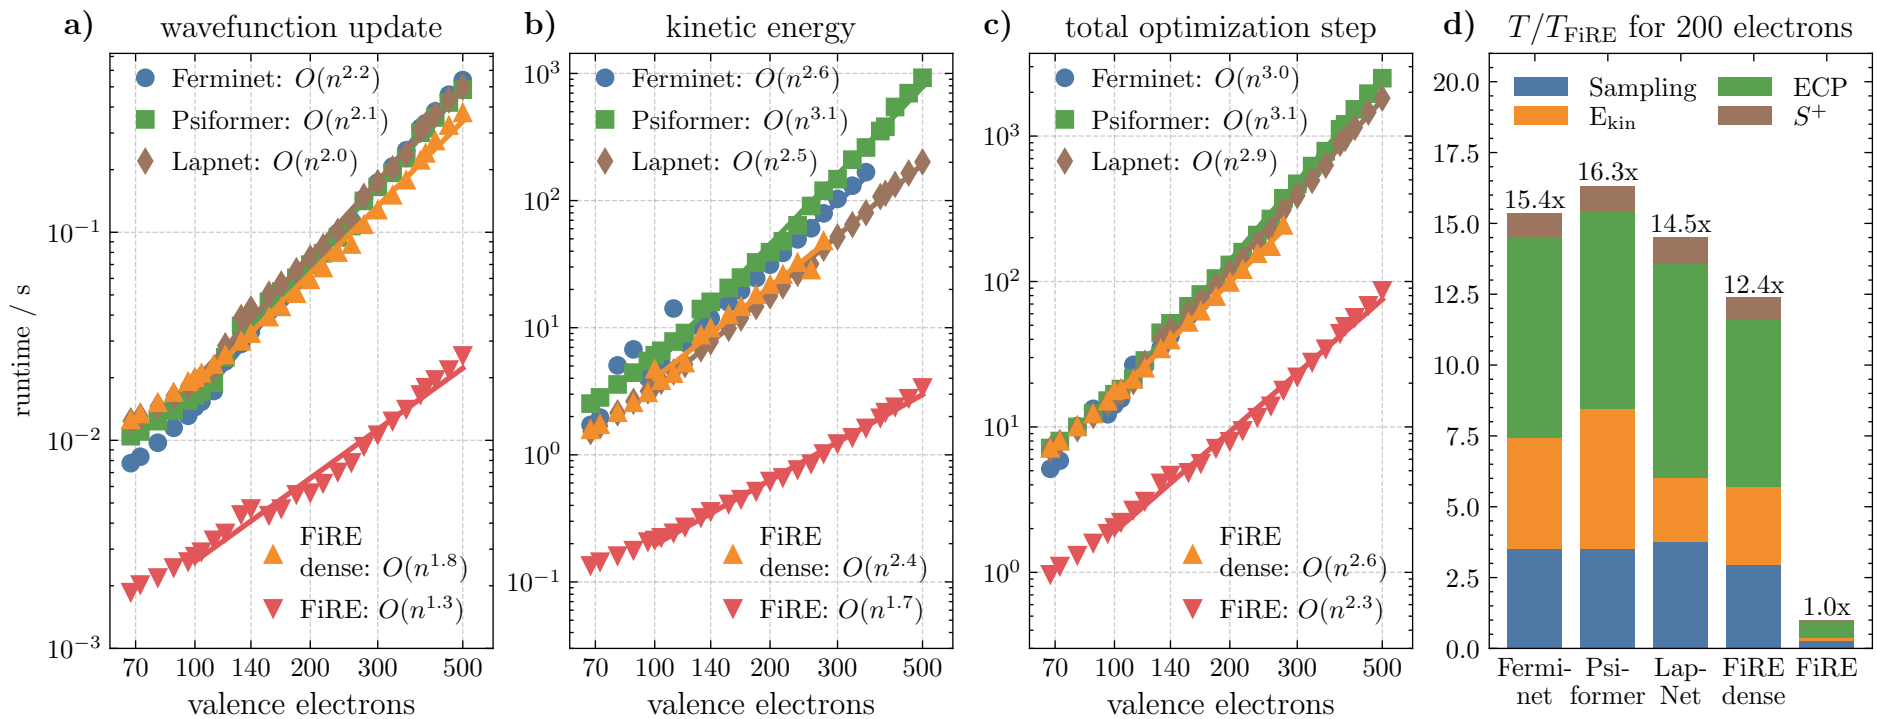 a) wavefunction update
Ferminet: O(n^2.2)
Psiformer: O(n^2.1)
Lapnet: O(n^2.0)
FiRE
dense: O(n^1.8)
FiRE: O(n^1.3)
runtime / s
10^−1
10^−2
10^−3
70 100 140 200 300 500
valence electrons
b) kinetic energy
Ferminet: O(n^2.6)
Psiformer: O(n^3.1)
Lapnet: O(n^2.5)
FiRE
dense: O(n^2.4)
FiRE: O(n^1.7)
10^3
10^2
10^1
10^0
10^−1
70 100 140 200 300 500
valence electrons
c) total optimization step
Ferminet: O(n^3.0)
Psiformer: O(n^3.1)
Lapnet: O(n^2.9)
FiRE
dense: O(n^2.6)
FiRE: O(n^2.3)
10^3
10^2
10^1
10^0
70 100 140 200 300 500
valence electrons
d) T/T_FiRE for 200 electrons
Sampling ECP
E_kin S^+
20.0
17.5
15.0
12.5
10.0
7.5
5.0
2.5
0.0
15.4x
16.3x
14.5x
12.4x
1.0x
Fermi- Psi- Lap- FiRE FiRE
net former Net dense